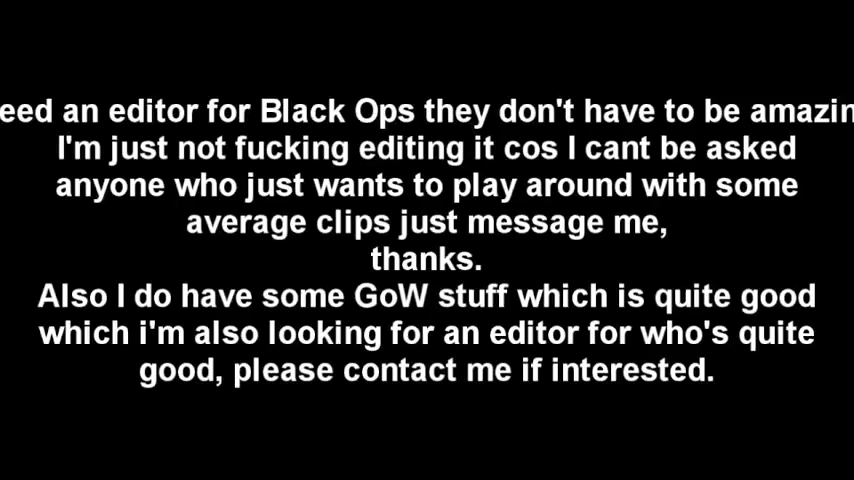 eed an editor for Black Ops they don't have to be amazin
I'm just not fucking editing it cos I cant be asked
anyone who just wants to play around with some
average clips just message me,
thanks.
Also I do have some GoW stuff which is quite good
which i'm also looking for an editor for who's quite
good, please contact me if interested.